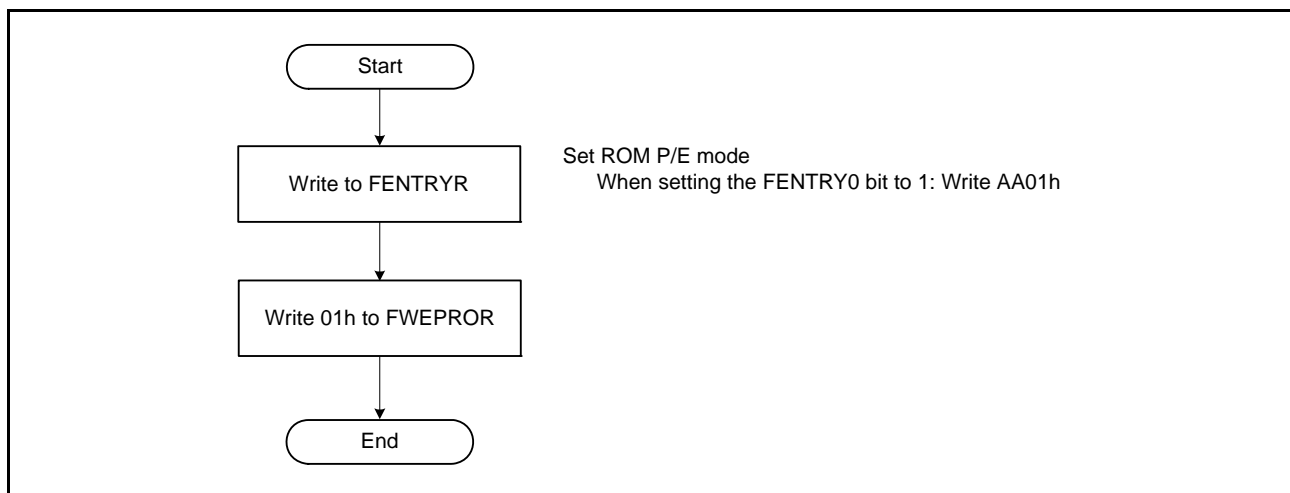 Start
Write to FENTRYR
Set ROM P/E mode
When setting the FENTRY0 bit to 1: Write AA01h
Write 01h to FWEPROR
End